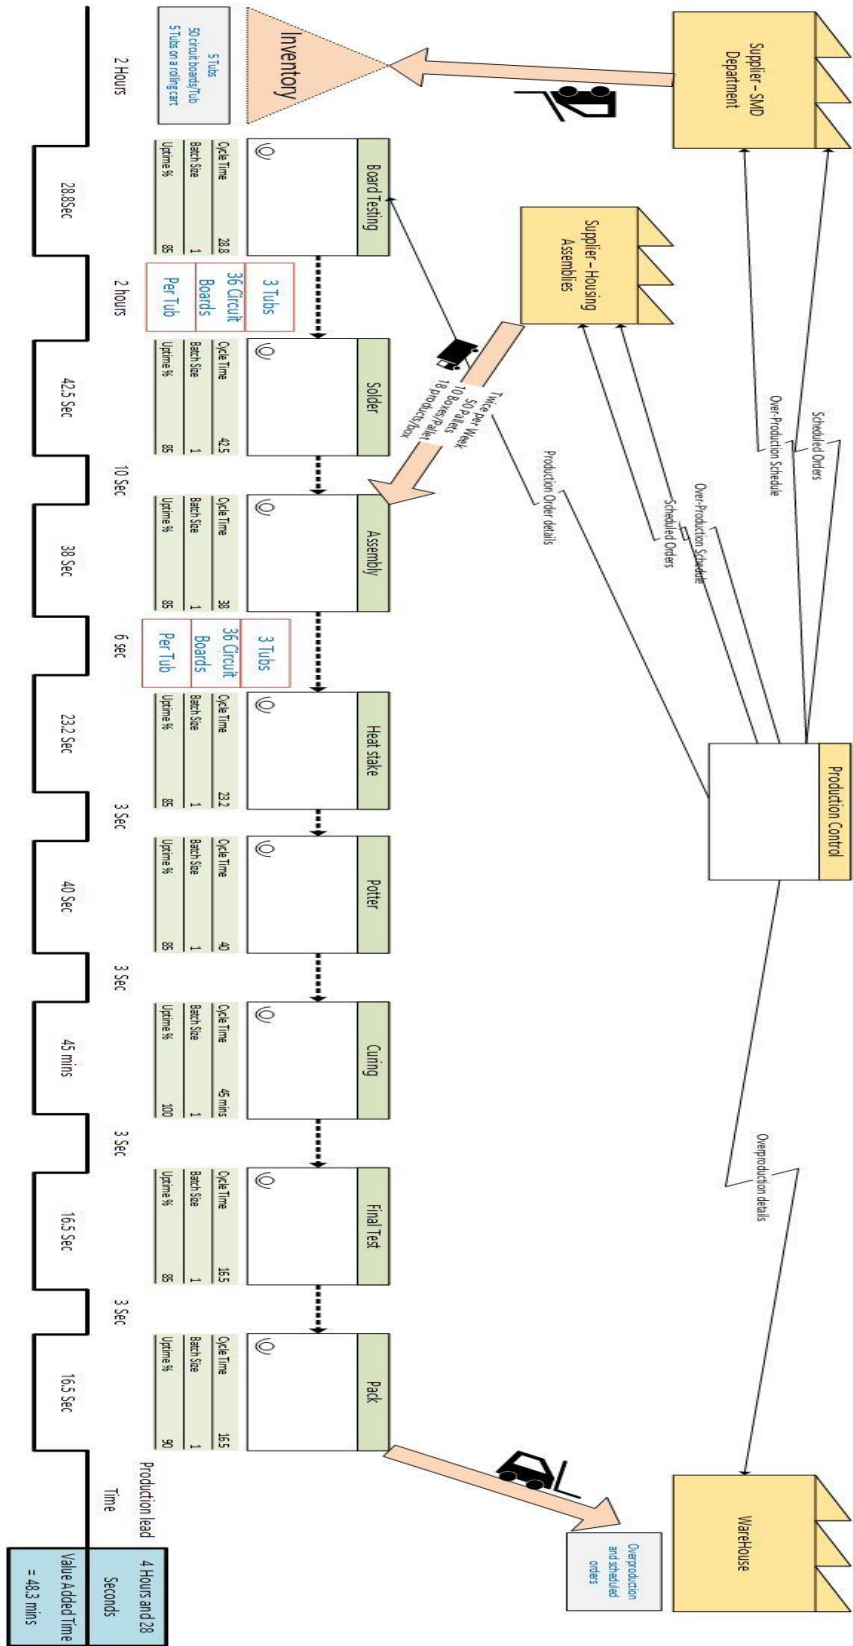 Supplier – SMD
Department
Supplier – Housing
Assemblies
Production Control
WareHouse
Scheduled Orders
Over-Production Schedule
Over-Production Schedule
Scheduled Orders
Production Order details
Overproduction details
Twice per Week
50 Pallets
10 Boxes/Pallet
18 products/box
Overproduction
and scheduled
orders
Inventory
5 Tubs
50 circuit boards/Tub
5 Tubs on a rolling cart
Board Testing
Cycle Time 28.8
Batch Size 1
Uptime % 85
3 Tubs
36 Circuit
Boards
Per Tub
Solder
Cycle Time 42.5
Batch Size 1
Uptime % 85
Assembly
Cycle Time 38
Batch Size 1
Uptime % 85
3 Tubs
36 Circuit
Boards
Per Tub
Heat stake
Cycle Time 23.2
Batch Size 1
Uptime % 85
Potter
Cycle Time 40
Batch Size 1
Uptime % 85
Curing
Cycle Time 45 mins
Batch Size 1
Uptime % 100
Final Test
Cycle Time 16.5
Batch Size 1
Uptime % 85
Pack
Cycle Time 16.5
Batch Size 1
Uptime % 90
2 Hours
28.8Sec
2 hours
42.5 Sec
10 Sec
38 Sec
6 sec
23.2 Sec
3 Sec
40 Sec
3 Sec
45 mins
3 Sec
16.5 Sec
3 Sec
16.5 Sec
Production lead
Time
4 Hours and 28
Seconds
Value Added Time
= 48.3 mins